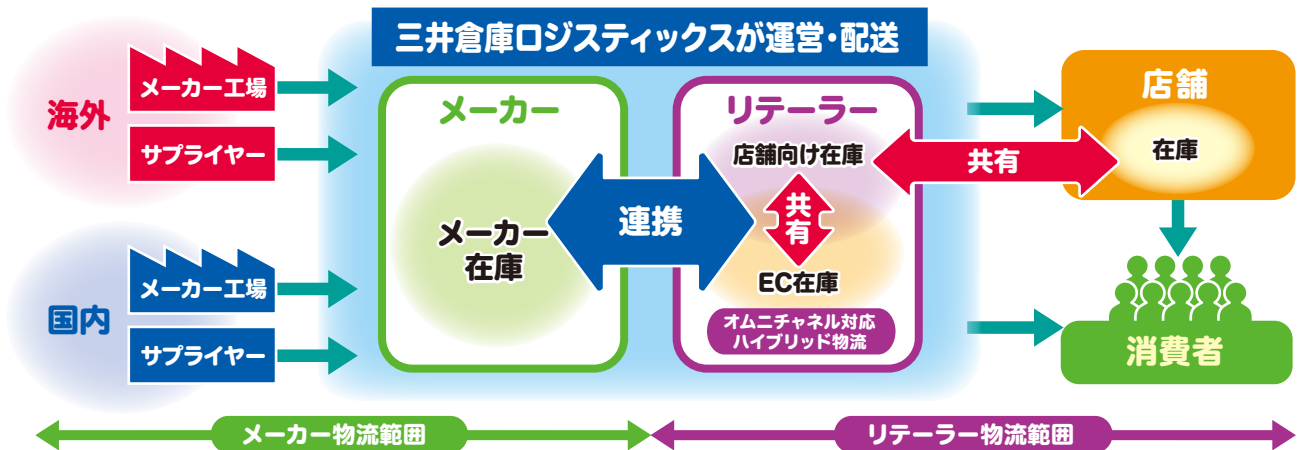 三井倉庫ロジスティックスが運営・配送
海外
メーカー工場
サプライヤー
国内
メーカー工場
サプライヤー
メーカー
メーカー
在庫
連携
リテーラー
店舗向け在庫
共有
EC在庫
オムニチャネル対応
ハイブリッド物流
共有
店舗
在庫
消費者
メーカー物流範囲
リテーラー物流範囲